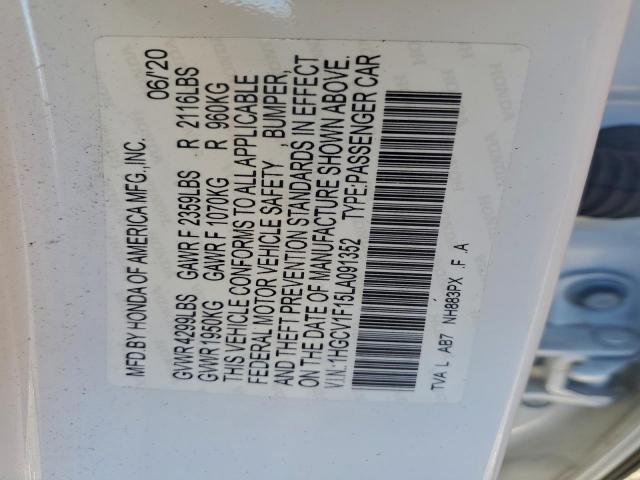 MFD.BY HONDA OF AMERICA MFG.,INC. 06/'20
GVWR4299LBS GAWR F 2359LBS R 2116LBS
GVWR1950KG GAWR F 1070KG R 960KG
THIS VEHICLE CONFORMS TO ALL APPLICABLE
FEDERAL MOTOR VEHICLE SAFETY , BUMPER,
AND THEFT PREVENTION STANDARDS IN EFFECT
ON THE DATE OF MANUFACTURE SHOWN ABOVE.
V.I.N.:1HGCV1F15LA091352 TYPE:PASSENGER CAR
TVA L AB7 NH883PX .F .A